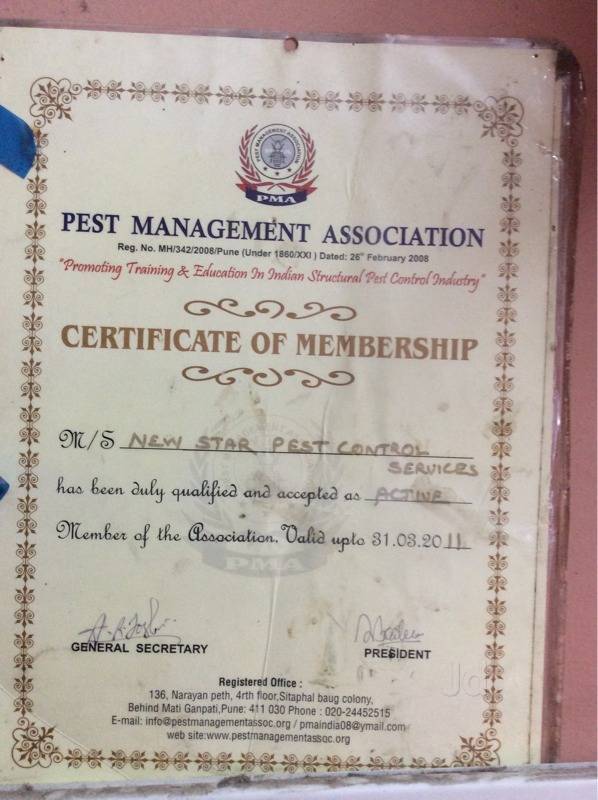 PEST MANAGEMENT ASSOCIATION
PMA
PEST MANAGEMENT ASSOCIATION
Reg. No. MH/342/2008/Pune (Under 1860/XXI ) Dated: 26th February 2008
"Promoting Training & Education In Indian Structural Pest Control Industry"
CERTIFICATE OF MEMBERSHIP
M/S NEW STAR PEST CONTROL
SERVICES
has been duly qualified and accepted as ACTIVE
Member of the Association. Valid upto 31.03.2011
PMA
GENERAL SECRETARY PRESIDENT
Registered Office :
136, Narayan peth, 4rth floor,Sitaphal baug colony,
Behind Mati Ganpati,Pune: 411 030 Phone : 020-24452515
E-mail: info@pestmanagementassoc.org / pmaindia08@ymail.com
web site:www.pestmanagementassoc.org